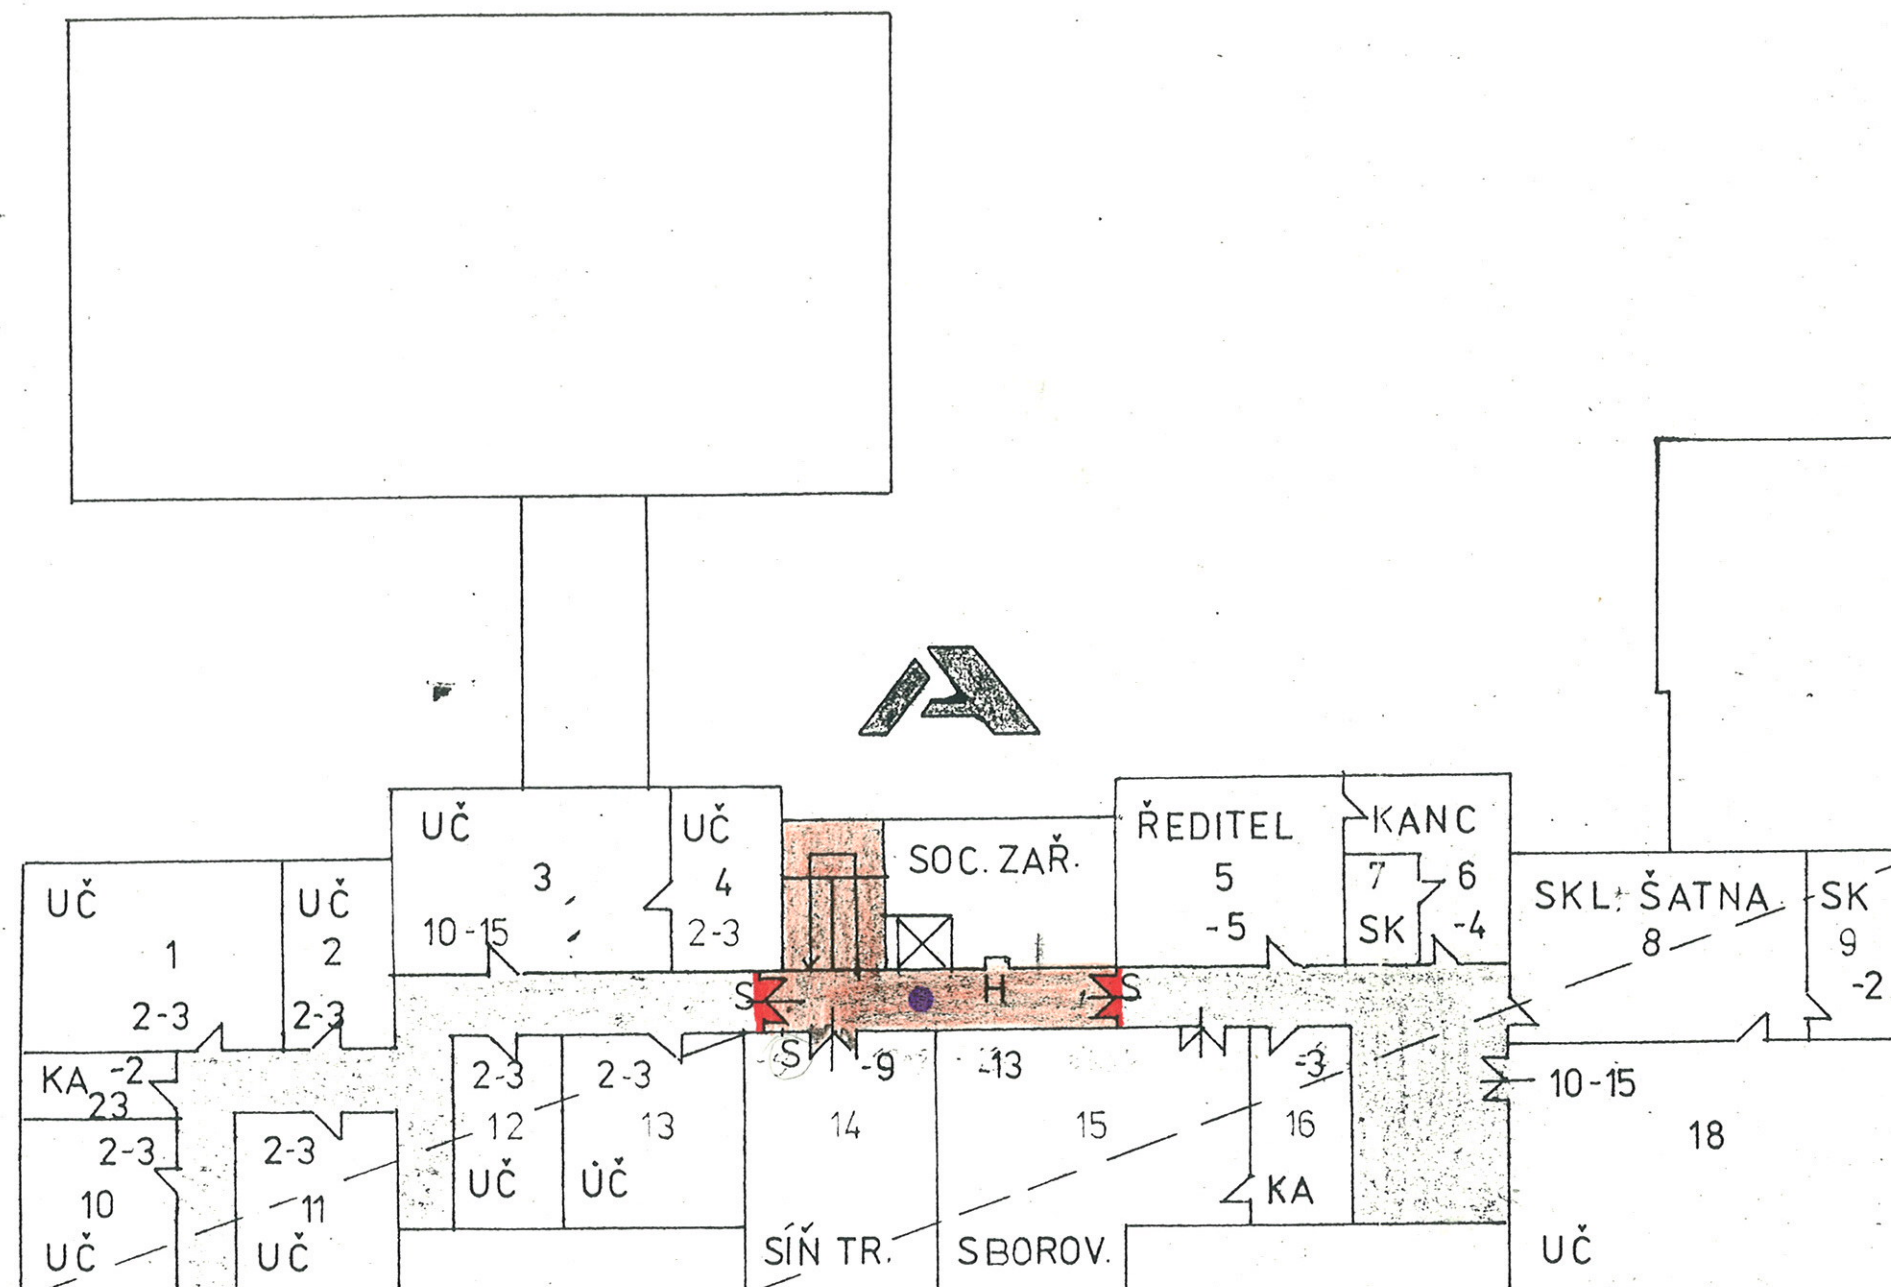 A
UČ
3
10-15
UČ
4
2-3
SOC. ZAŘ.
ŘEDITEL
5
-5
KANC
7
SK
6
-4
UČ
1
2-3
UČ
2
2-3
SKL. ŠATNA
8
SK
9
-2
S
H
S
S
KA
-2
23
2-3
10
UČ
2-3
11
UČ
2-3
12
UČ
2-3
13
UČ
-9
14
SÍŇ TR.
-13
15
SBOROV.
-3
16
KA
10-15
18
UČ